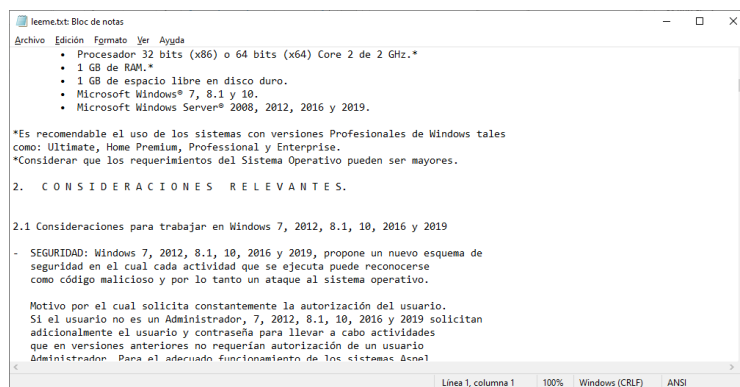 leeme.txt: Bloc de notas
Archivo Edición Formato Ver Ayuda
• Procesador 32 bits (x86) o 64 bits (x64) Core 2 de 2 GHz.*
• 1 GB de RAM.*
• 1 GB de espacio libre en disco duro.
• Microsoft Windows® 7, 8.1 y 10.
• Microsoft Windows Server® 2008, 2012, 2016 y 2019.
*Es recomendable el uso de los sistemas con versiones Profesionales de Windows tales
como: Ultimate, Home Premium, Professional y Enterprise.
*Considerar que los requerimientos del Sistema Operativo pueden ser mayores.
2. C O N S I D E R A C I O N E S R E L E V A N T E S.
2.1 Consideraciones para trabajar en Windows 7, 2012, 8.1, 10, 2016 y 2019
- SEGURIDAD: Windows 7, 2012, 8.1, 10, 2016 y 2019, propone un nuevo esquema de
seguridad en el cual cada actividad que se ejecuta puede reconocerse
como código malicioso y por lo tanto un ataque al sistema operativo.
Motivo por el cual solicita constantemente la autorización del usuario.
Si el usuario no es un Administrador, 7, 2012, 8.1, 10, 2016 y 2019 solicitan
adicionalmente el usuario y contraseña para llevar a cabo actividades
que en versiones anteriores no requerían autorización de un usuario
Administrador. Para el adecuado funcionamiento de los sistemas Aspel
Línea 1, columna 1 100% Windows (CRLF) ANSI